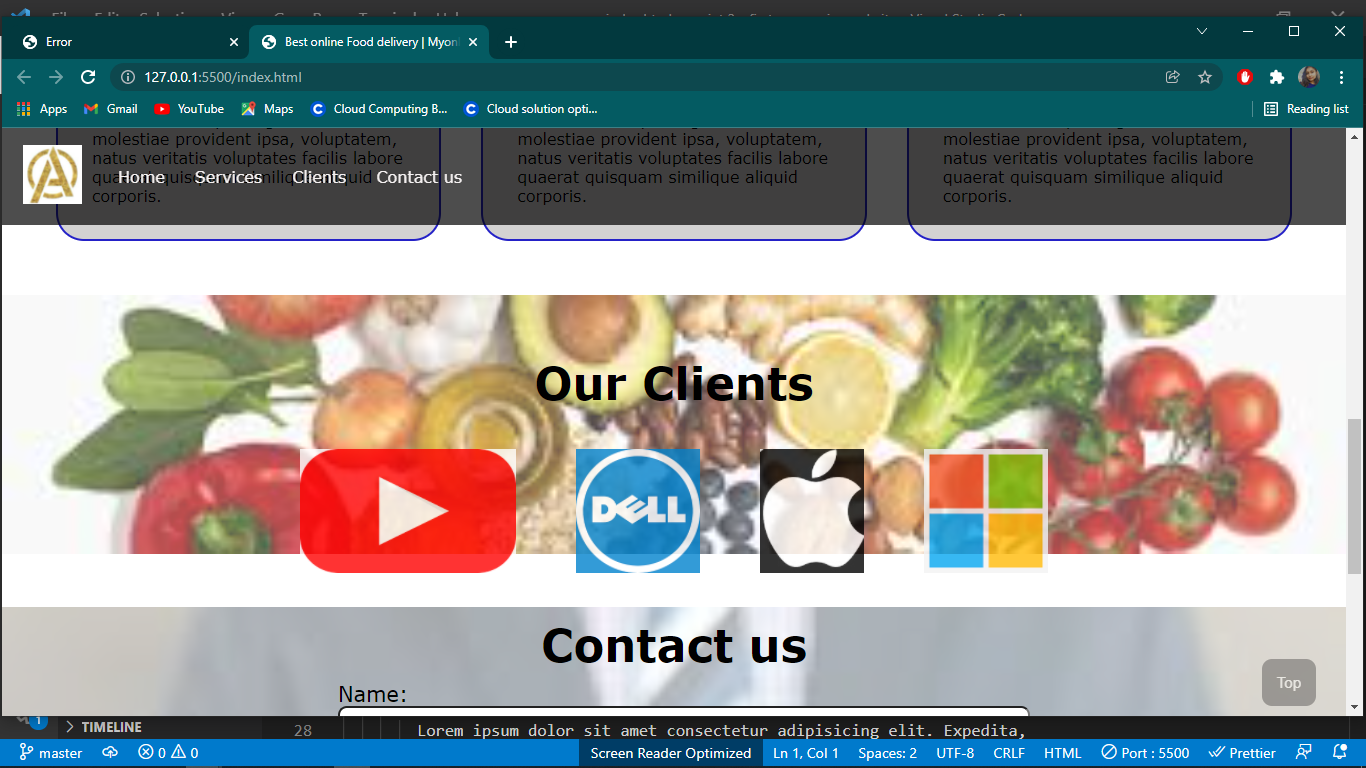 Error
Best online Food delivery | Myonl
127.0.0.1:5500/index.html
Apps Gmail YouTube Maps Cloud Computing B... Cloud solution opti... Reading list
molestiae provident ipsa, voluptatem,
natus veritatis voluptates facilis labore
quaerat quisquam similique aliquid
corporis.
molestiae provident ipsa, voluptatem,
natus veritatis voluptates facilis labore
quaerat quisquam similique aliquid
corporis.
molestiae provident ipsa, voluptatem,
natus veritatis voluptates facilis labore
quaerat quisquam similique aliquid
corporis.
Home Services Clients Contact us
Our Clients
DELL
Contact us
Name:
Top
1
TIMELINE
28 Lorem ipsum dolor sit amet consectetur adipisicing elit. Expedita,
master 0 0 Screen Reader Optimized Ln 1, Col 1 Spaces: 2 UTF-8 CRLF HTML Port : 5500 Prettier